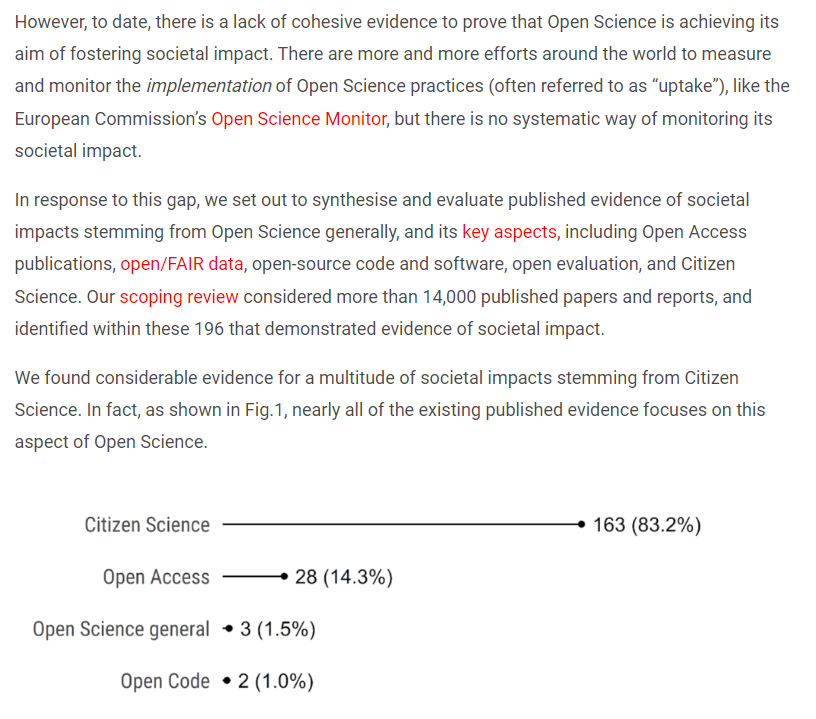 However, to date, there is a lack of cohesive evidence to prove that Open Science is achieving its
aim of fostering societal impact. There are more and more efforts around the world to measure
and monitor the implementation of Open Science practices (often referred to as “uptake”), like the
European Commission’s Open Science Monitor, but there is no systematic way of monitoring its
societal impact.
In response to this gap, we set out to synthesise and evaluate published evidence of societal
impacts stemming from Open Science generally, and its key aspects, including Open Access
publications, open/FAIR data, open-source code and software, open evaluation, and Citizen
Science. Our scoping review considered more than 14,000 published papers and reports, and
identified within these 196 that demonstrated evidence of societal impact.
We found considerable evidence for a multitude of societal impacts stemming from Citizen
Science. In fact, as shown in Fig.1, nearly all of the existing published evidence focuses on this
aspect of Open Science.
Citizen Science 163 (83.2%)
Open Access 28 (14.3%)
Open Science general 3 (1.5%)
Open Code 2 (1.0%)